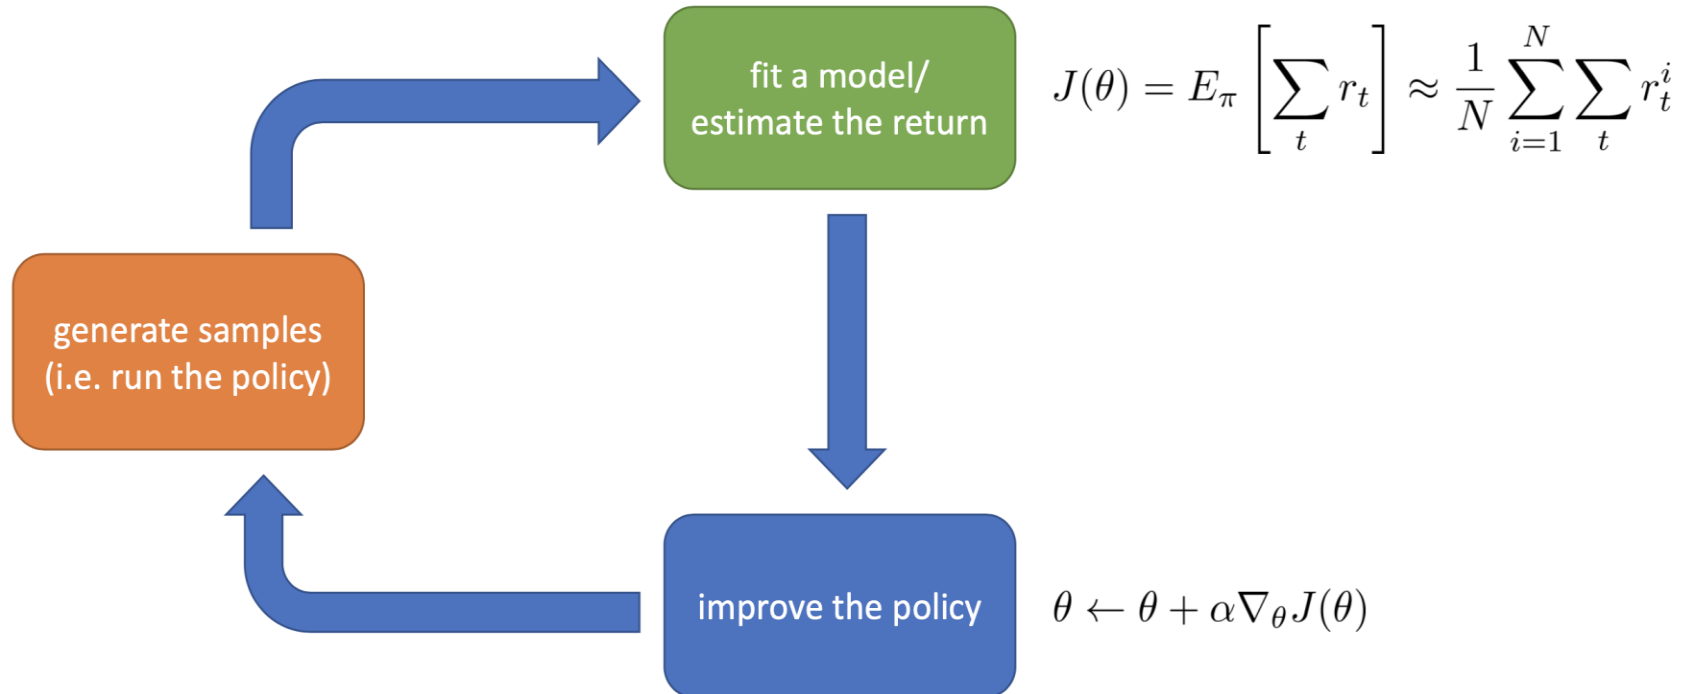 fit a model/
estimate the return
J(θ) = E_π [∑_t r_t] ≈ 1/N ∑_{i=1}^{N} ∑_t r_t^i
generate samples
(i.e. run the policy)
improve the policy
θ ← θ + α∇_θ J(θ)